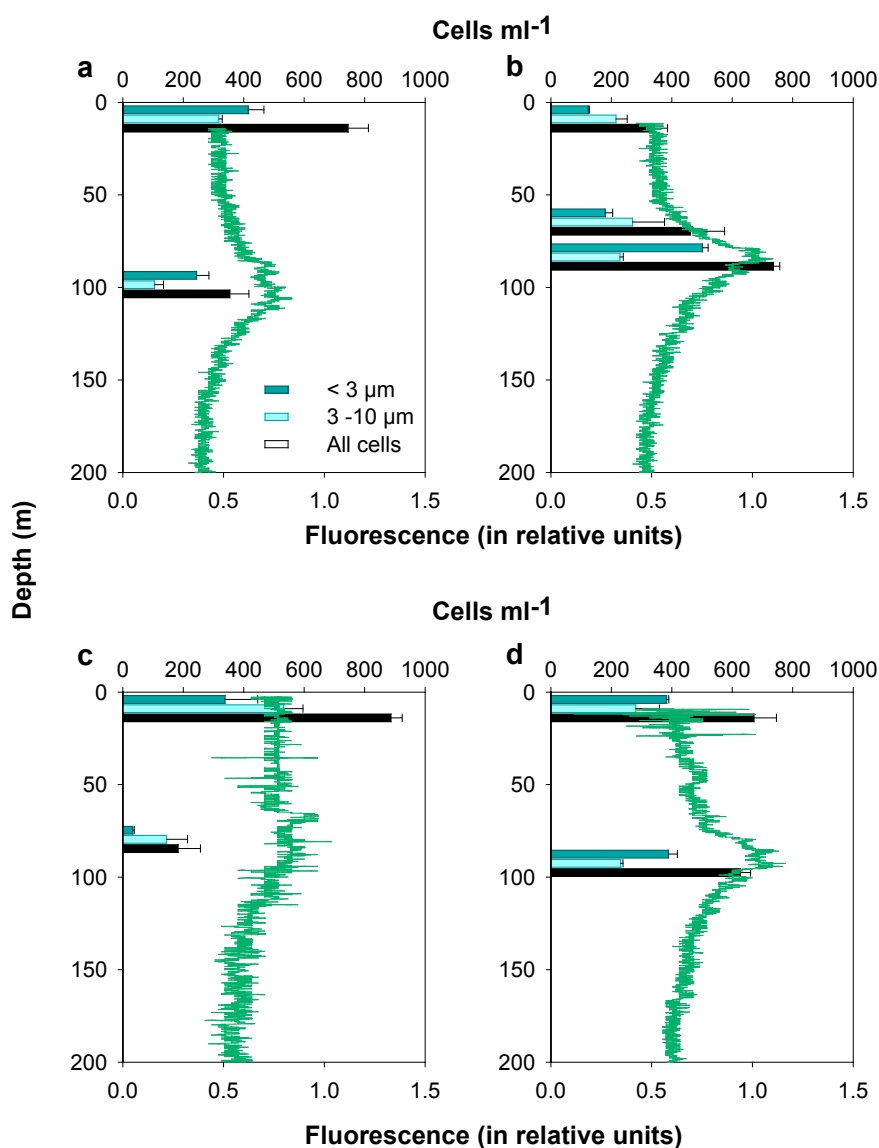 Cells ml-1
a
b
0 200 400 600 800 1000
0 200 400 600 800 1000
0
50
100
150
200
< 3 µm
3 -10 µm
All cells
0
50
100
150
200
0.0 0.5 1.0 1.5
0.0 0.5 1.0 1.5
Fluorescence (in relative units)
Depth (m)
Cells ml-1
c
d
0 200 400 600 800 1000
0 200 400 600 800 1000
0
50
100
150
200
0
50
100
150
200
0.0 0.5 1.0 1.5
0.0 0.5 1.0 1.5
Fluorescence (in relative units)